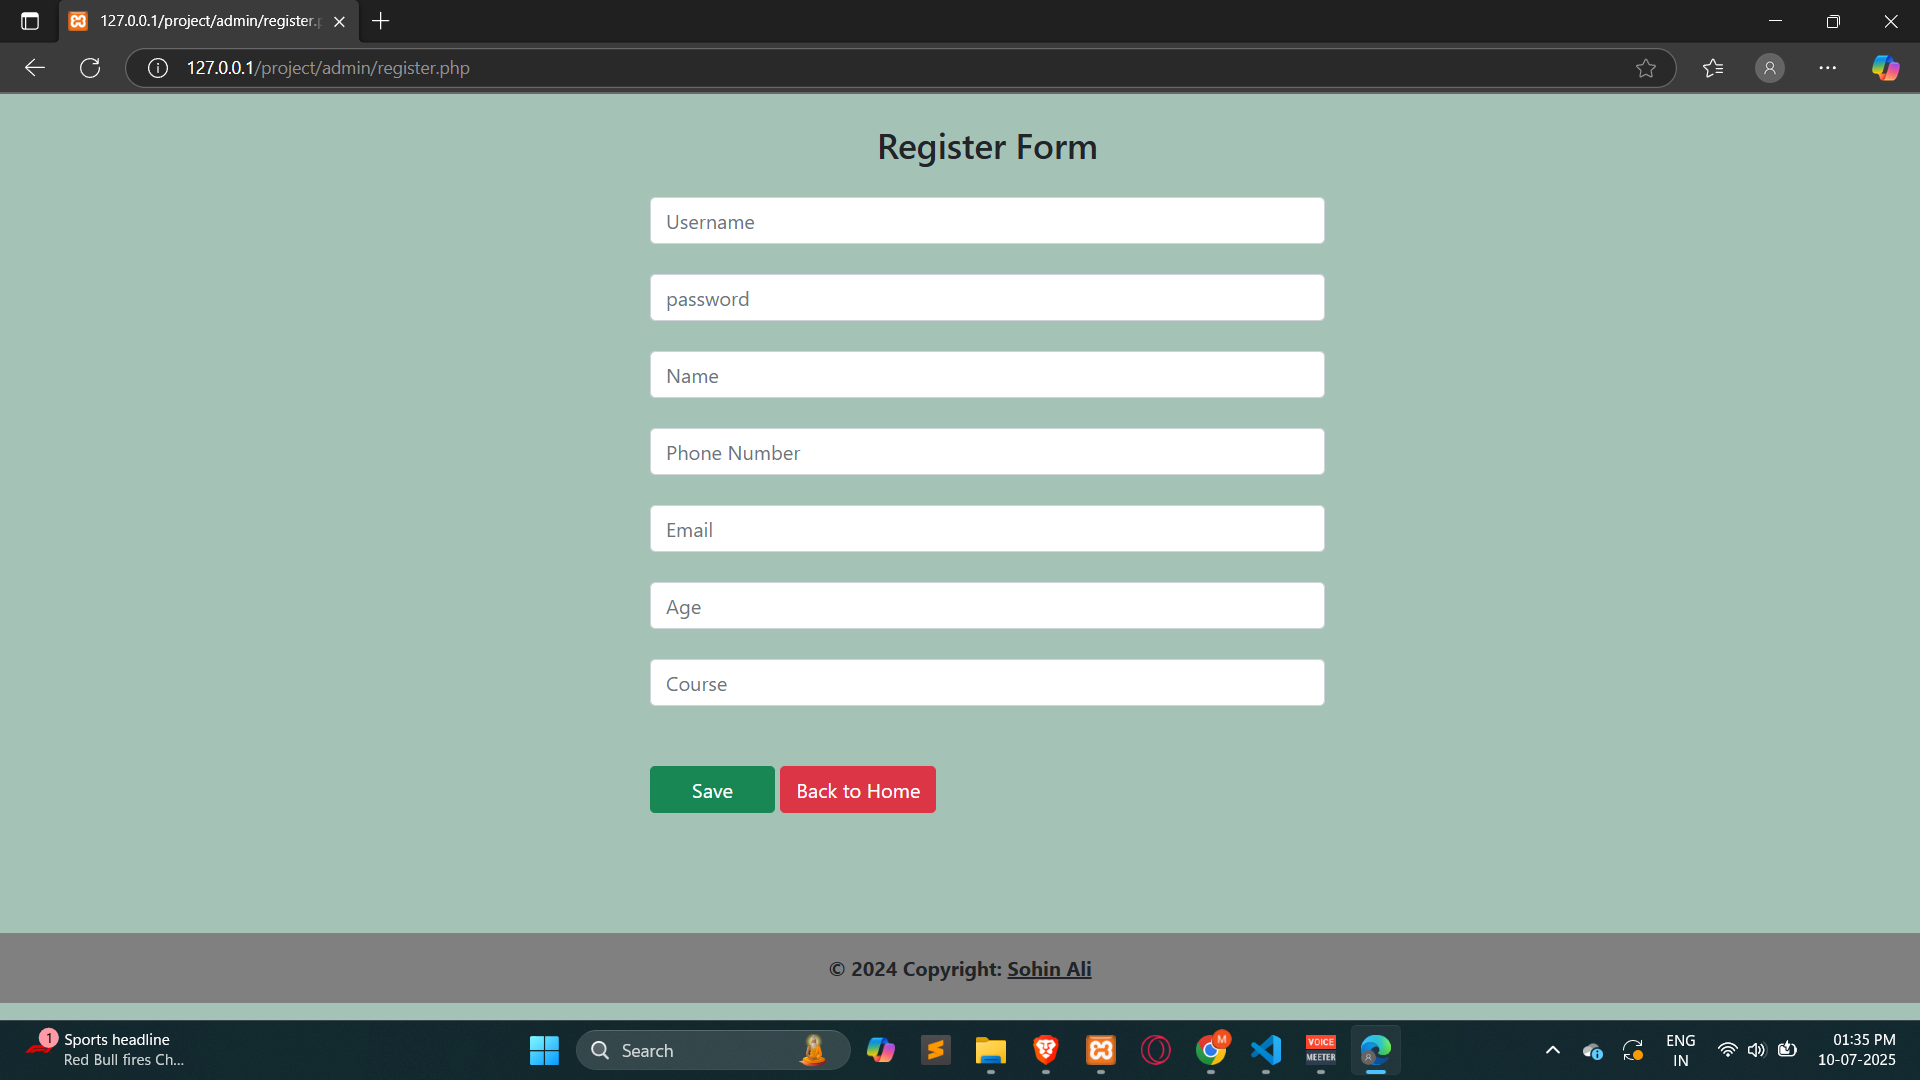 127.0.0.1/project/admin/register.p
127.0.0.1/project/admin/register.php
Register Form
Username
password
Name
Phone Number
Email
Age
Course
Save Back to Home
© 2024 Copyright: Sohin Ali
1
Sports headline
Red Bull fires Ch...
Search
M
VOICE
MEETER
ENG
IN
01:35 PM
10-07-2025